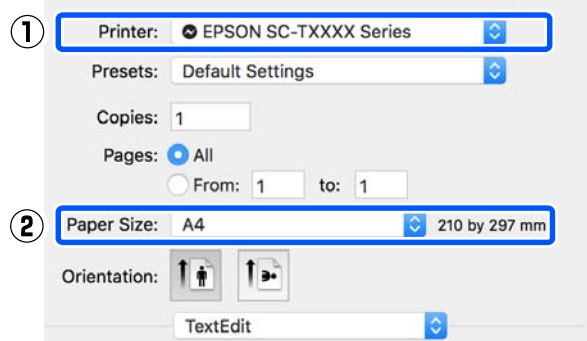 ① Printer: EPSON SC-TXXXX Series
Presets: Default Settings
Copies: 1
Pages: All
From: 1 to: 1
② Paper Size: A4 210 by 297 mm
Orientation:
TextEdit